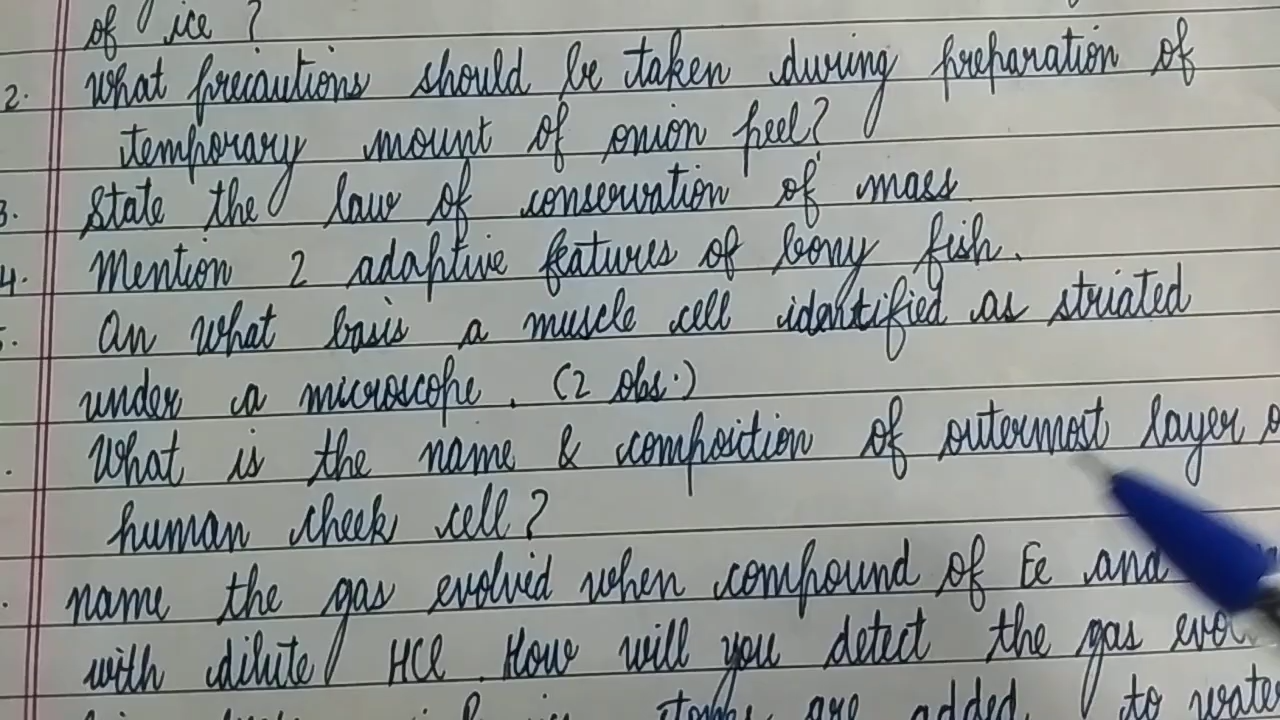 of ice ?
2. What precautions should be taken during preparation of
temporary mount of onion peel?
3. State the law of conservation of mass.
4. Mention 2 adaptive features of bony fish.
5. On what basis a muscle cell identified as striated
under a microscope. (2 obs.)
What is the name & composition of outermost layer
human cheek cell?
name the gas evolved when compound of Fe and
with dilute HCl. How will you detect the gas
are added to water